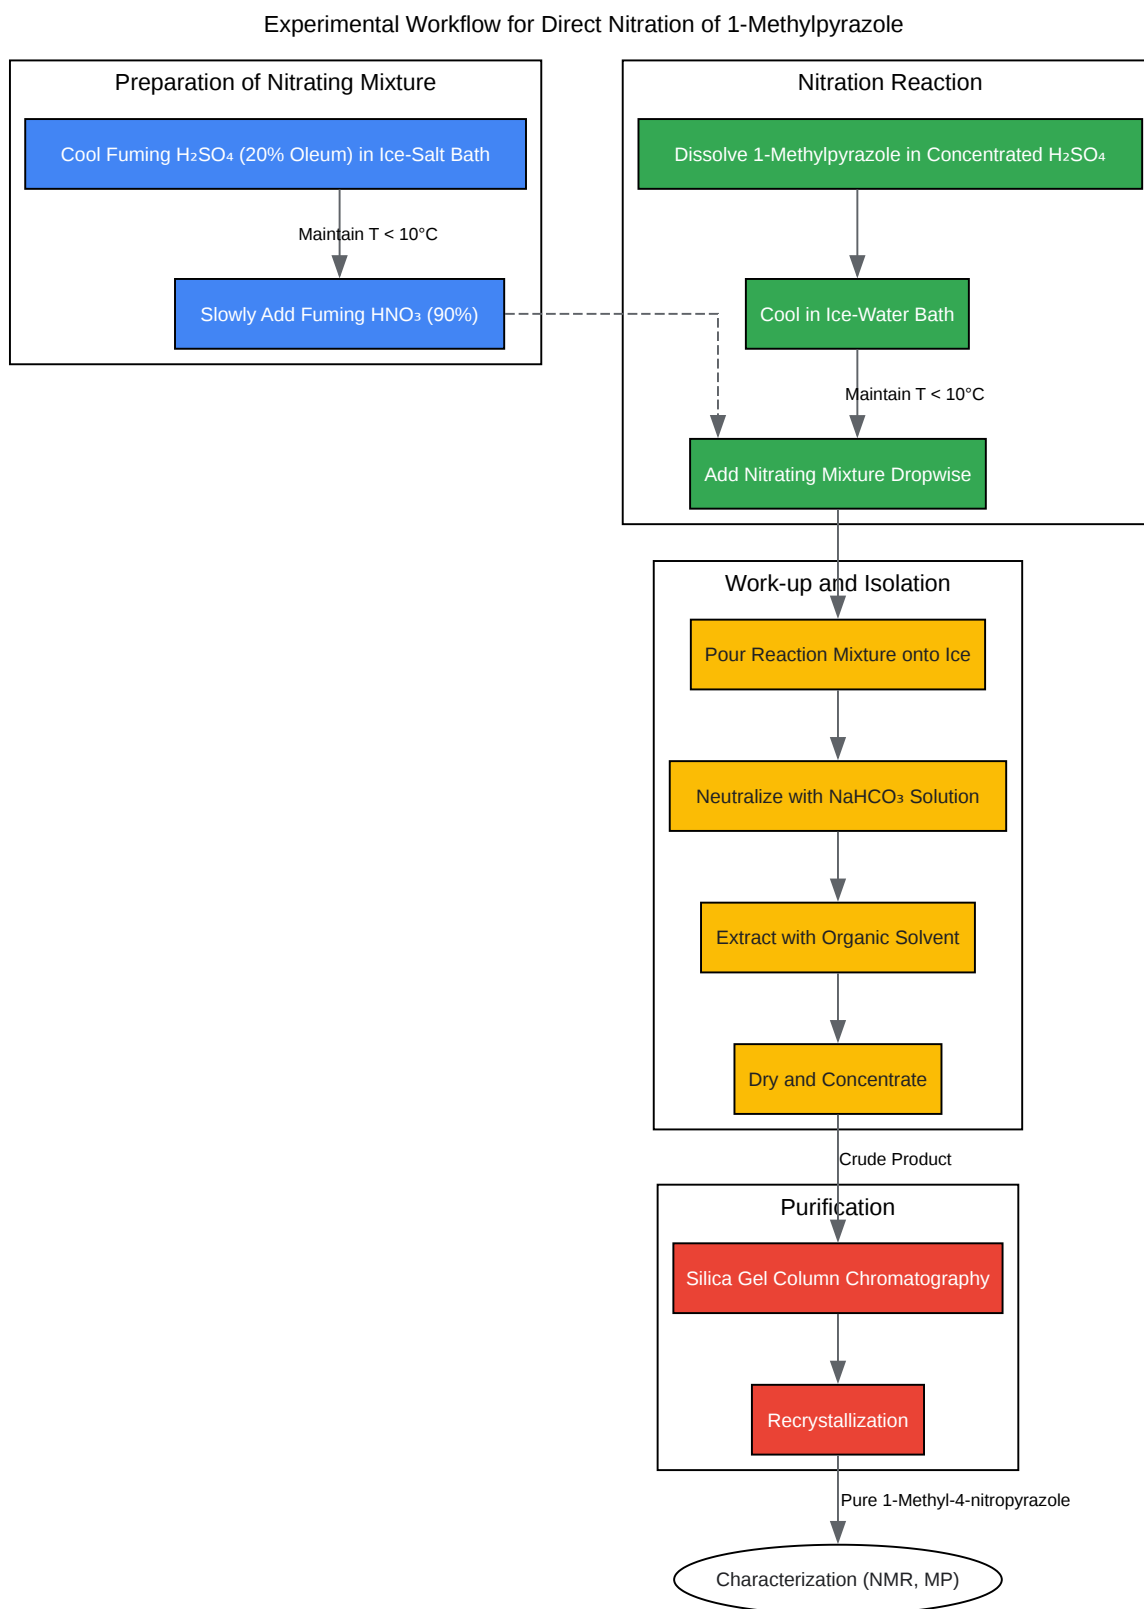 Experimental Workflow for Direct Nitration of 1-Methylpyrazole
Preparation of Nitrating Mixture
Cool Fuming H₂SO₄ (20% Oleum) in Ice-Salt Bath
Maintain T < 10°C
Slowly Add Fuming HNO₃ (90%)
Nitration Reaction
Dissolve 1-Methylpyrazole in Concentrated H₂SO₄
Cool in Ice-Water Bath
Maintain T < 10°C
Add Nitrating Mixture Dropwise
Work-up and Isolation
Pour Reaction Mixture onto Ice
Neutralize with NaHCO₃ Solution
Extract with Organic Solvent
Dry and Concentrate
Crude Product
Purification
Silica Gel Column Chromatography
Recrystallization
Pure 1-Methyl-4-nitropyrazole
Characterization (NMR, MP)